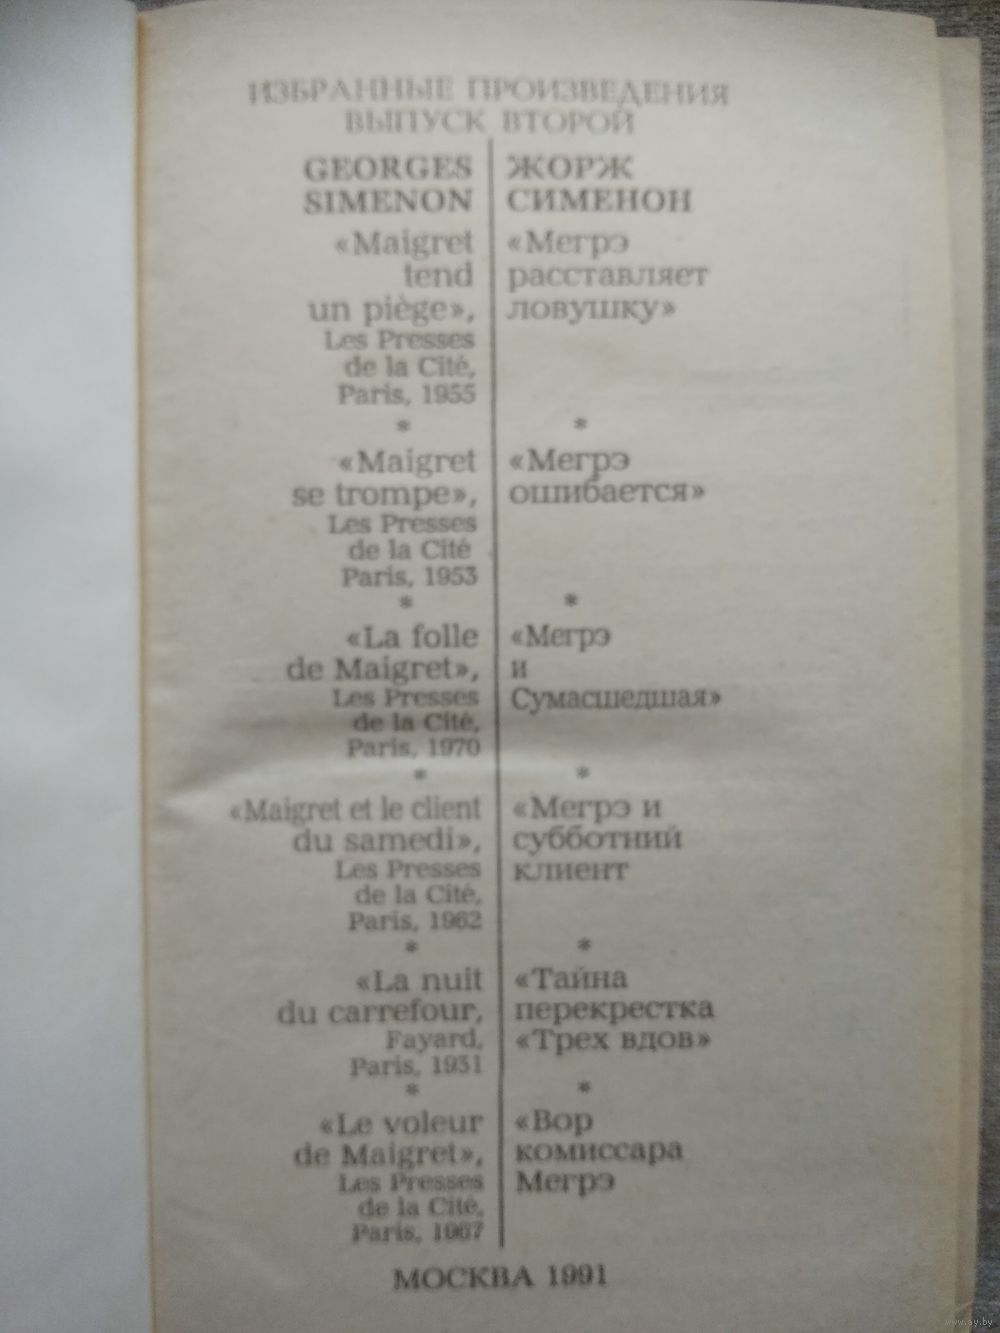 ИЗБРАННЫЕ ПРОИЗВЕДЕНИЯ
ВЫПУСК ВТОРОЙ
GEORGES
SIMENON
«Maigret
tend
un piège»,
Les Presses
de la Cité,
Paris, 1955
*
«Maigret
se trompe»,
Les Presses
de la Cité
Paris, 1953
*
«La folle
de Maigret»,
Les Presses
de la Cité,
Paris, 1970
*
«Maigret et le client
du samedi»,
Les Presses
de la Cité,
Paris, 1962
*
«La nuit
du carrefour,
Fayard,
Paris, 1931
*
«Le voleur
de Maigret»,
Les Presses
de la Cité,
Paris, 1967
ЖОРЖ
СИМЕНОН
«Мегрэ
расставляет
ловушку»
*
«Мегрэ
ошибается»
*
«Мегрэ
и
Сумасшедшая»
*
«Мегрэ и
субботний
клиент
*
«Тайна
перекрестка
«Трех вдов»
*
«Вор
комиссара
Мегрэ
МОСКВА 1991
www.ay.by